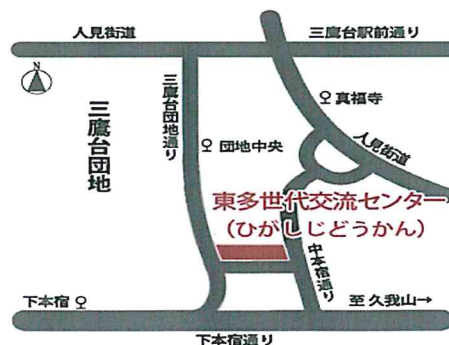 人見街道
三鷹台駅前通り
N
三鷹台団地通り
真福寺
三鷹台団地
団地中央
人見街道
東多世代交流センター
(ひがしじどうかん)
中本宿通り
下本宿
至 久我山→
下本宿通り